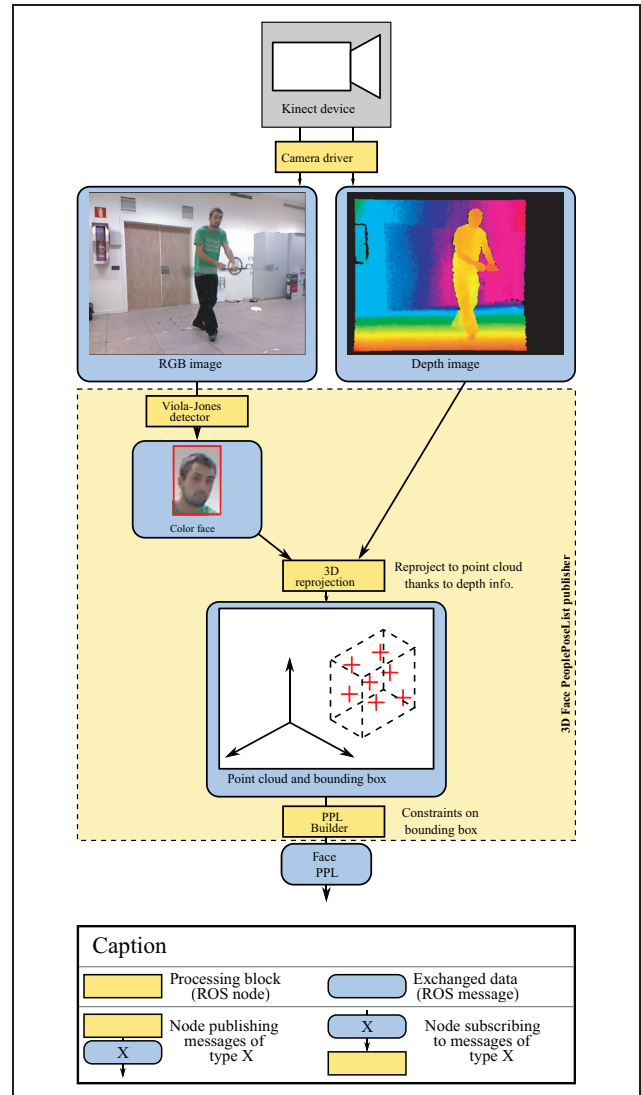 Kinect device
Camera driver
RGB image
Depth image
Viola-Jones
detector
Color face
3D
reprojection
Reproject to point cloud
thanks to depth info.
3D Face PeoplePoseList publisher
Point cloud and bounding box
PPL
Builder
Constraints on
bounding box
Face
PPL
Caption
Processing block
(ROS node)
Exchanged data
(ROS message)
X
Node publishing
messages of
type X
X
Node subscribing
to messages of
type X